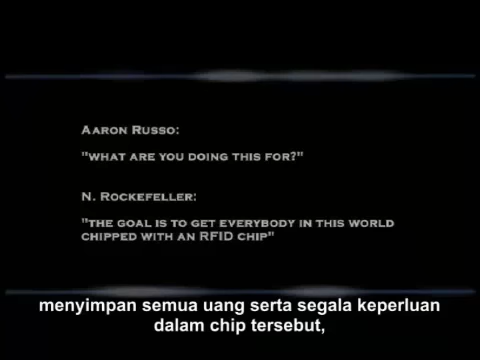 AARON RUSSO:
"WHAT ARE YOU DOING THIS FOR?"
N. ROCKEFELLER:
"THE GOAL IS TO GET EVERYBODY IN THIS WORLD
CHIPPED WITH AN RFID CHIP"
menyimpan semua uang serta segala keperluan
dalam chip tersebut,